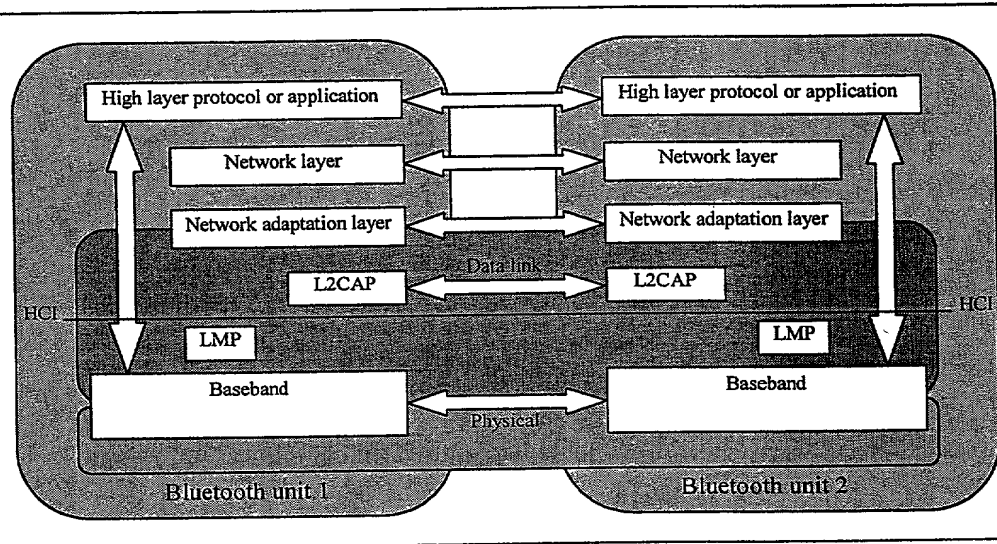 High layer protocol or application
High layer protocol or application
Network layer
Network layer
Network adaptation layer
Network adaptation layer
Data link
L2CAP
L2CAP
HCI
HCI
LMP
LMP
Baseband
Baseband
Physical
Bluetooth unit 1
Bluetooth unit 2